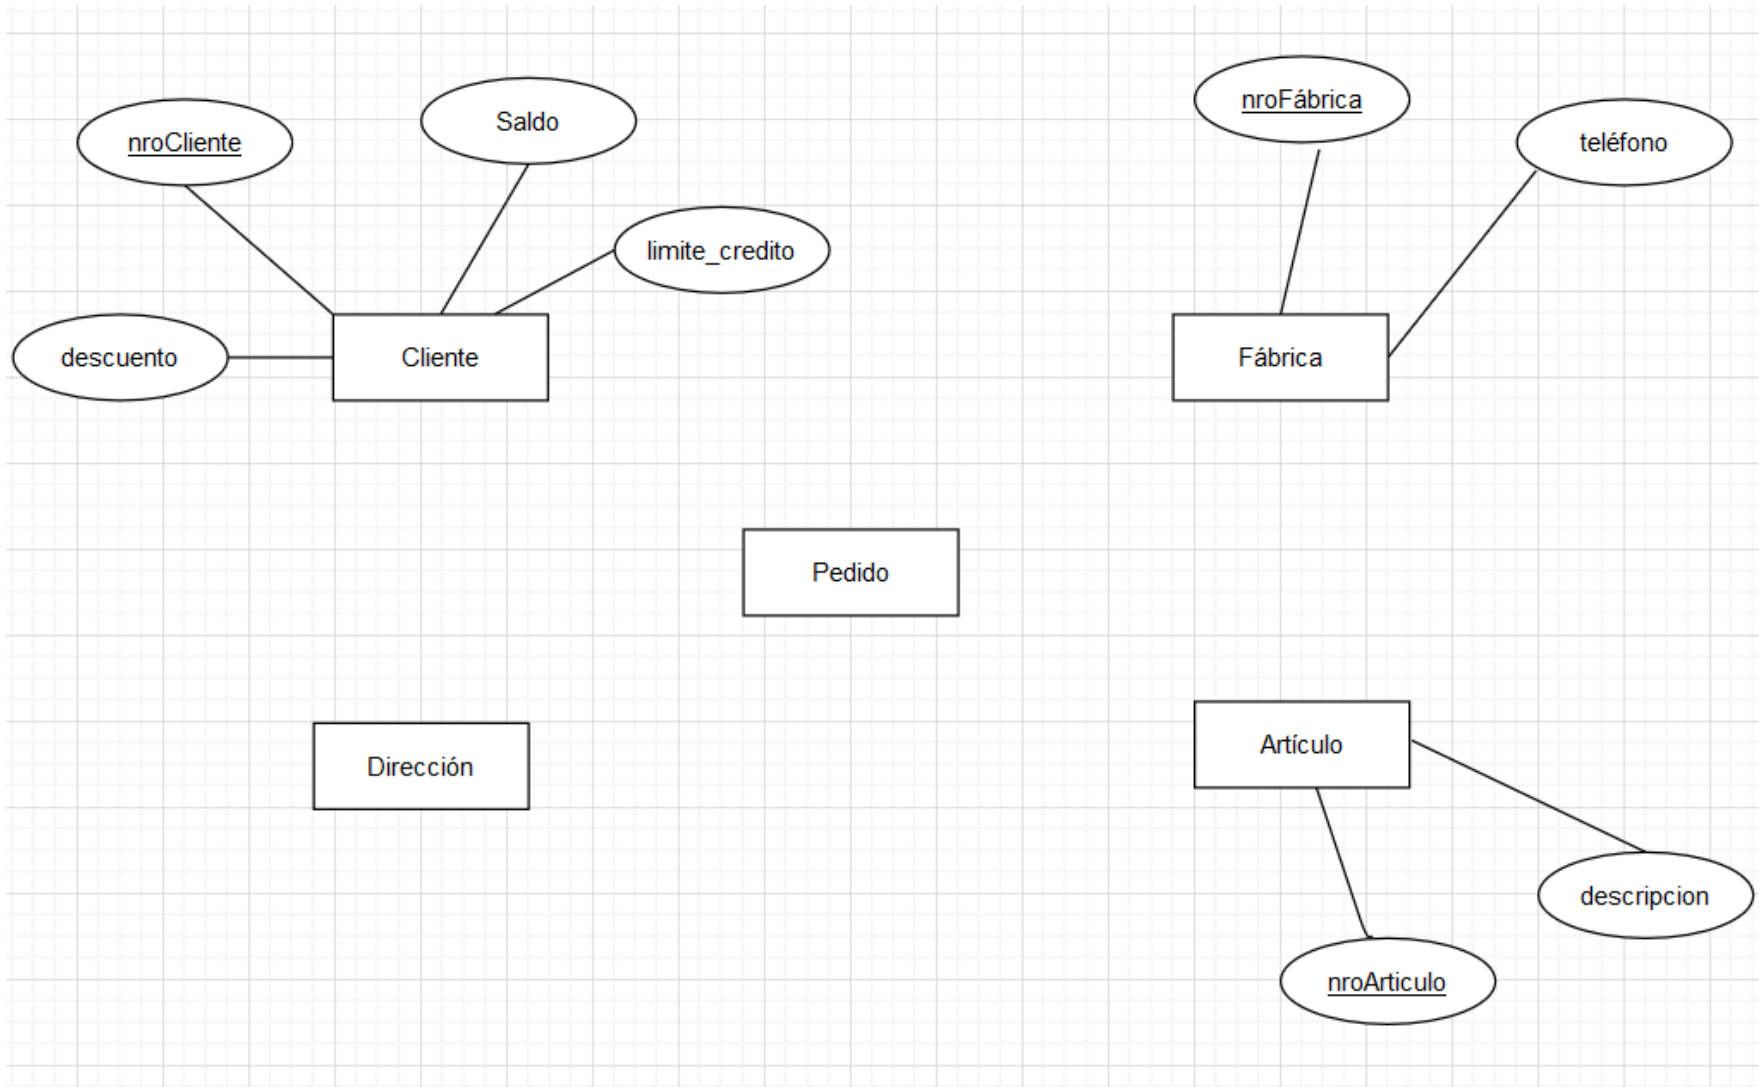 nroFábrica
Saldo
nroCliente
teléfono
limite_credito
descuento
Cliente
Fábrica
Pedido
Artículo
Dirección
descripcion
nroArticulo